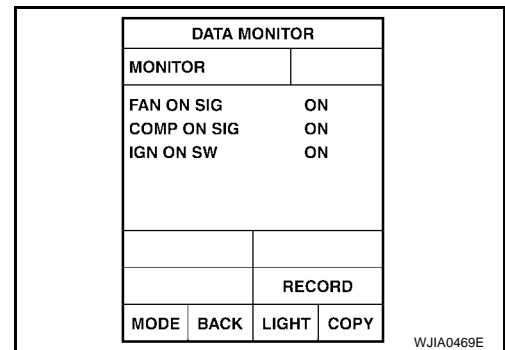 DATA MONITOR
MONITOR
FAN ON SIG ON
COMP ON SIG ON
IGN ON SW ON
RECORD
MODE BACK LIGHT COPY
WJIA0469E